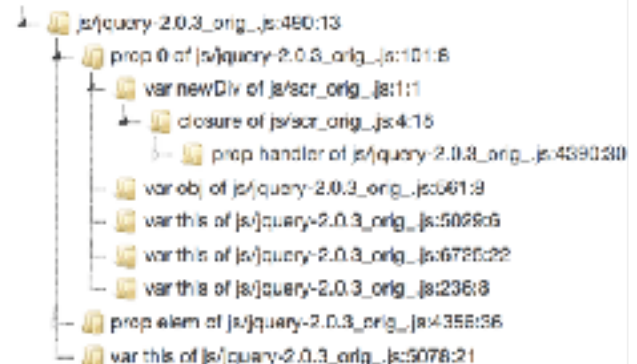 js/jquery-2.0.3_orig_.js:490:13
prop 0 of js/jquery-2.0.3_orig_.js:101:8
var newDiv of js/scr_orig_.js:1:1
closure of js/scr_orig_.js:4:15
prop handler of js/jquery-2.0.3_orig_.js:4390:30
var obj of js/jquery-2.0.3_orig_.js:561:9
var this of js/jquery-2.0.3_orig_.js:5029:6
var this of js/jquery-2.0.3_orig_.js:6725:22
var this of js/jquery-2.0.3_orig_.js:236:8
prop elem of js/jquery-2.0.3_orig_.js:4356:36
var this of js/jquery-2.0.3_orig_.js:5078:21